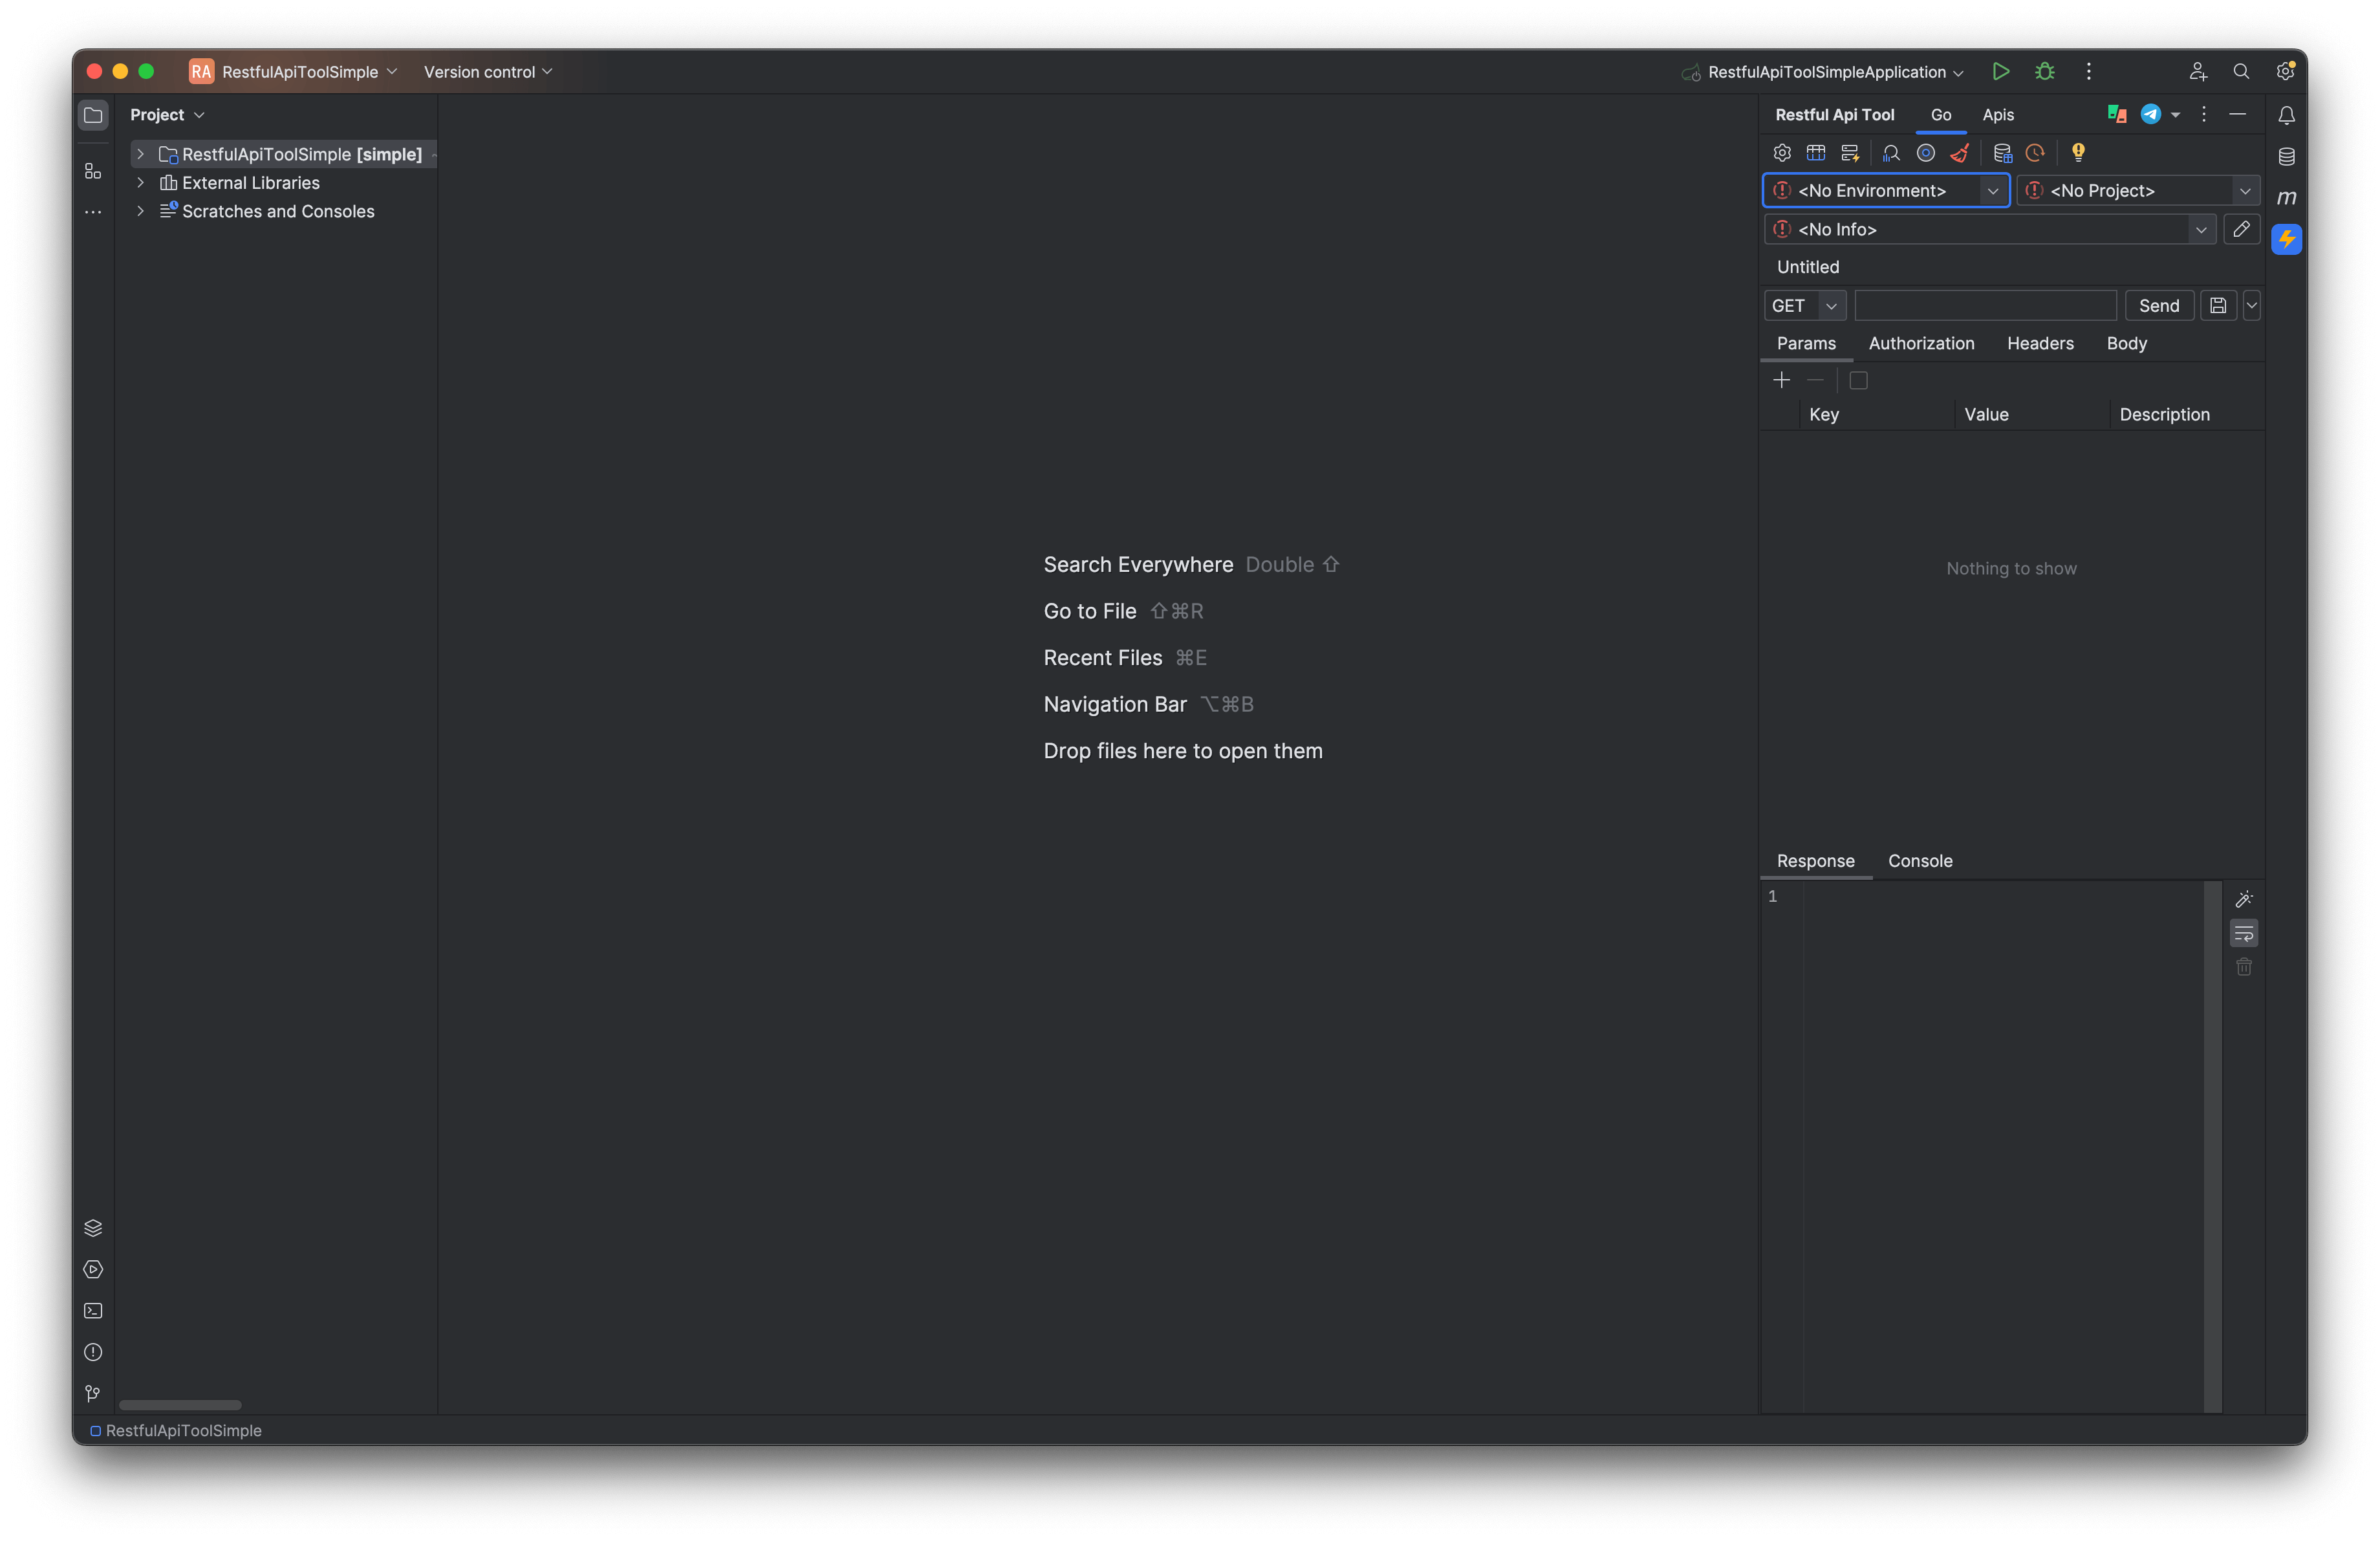 RA RestfulApiToolSimple Version control RestfulApiToolSimpleApplication
Project
RestfulApiToolSimple [simple]
External Libraries
Scratches and Consoles
Search Everywhere Double ⇧
Go to File ⇧⌘R
Recent Files ⌘E
Navigation Bar ⌥⌘B
Drop files here to open them
Restful Api Tool Go Apis
<No Environment> <No Project>
<No Info>
Untitled
GET Send
Params Authorization Headers Body
Key Value Description
Nothing to show
Response Console
1
m
RestfulApiToolSimple